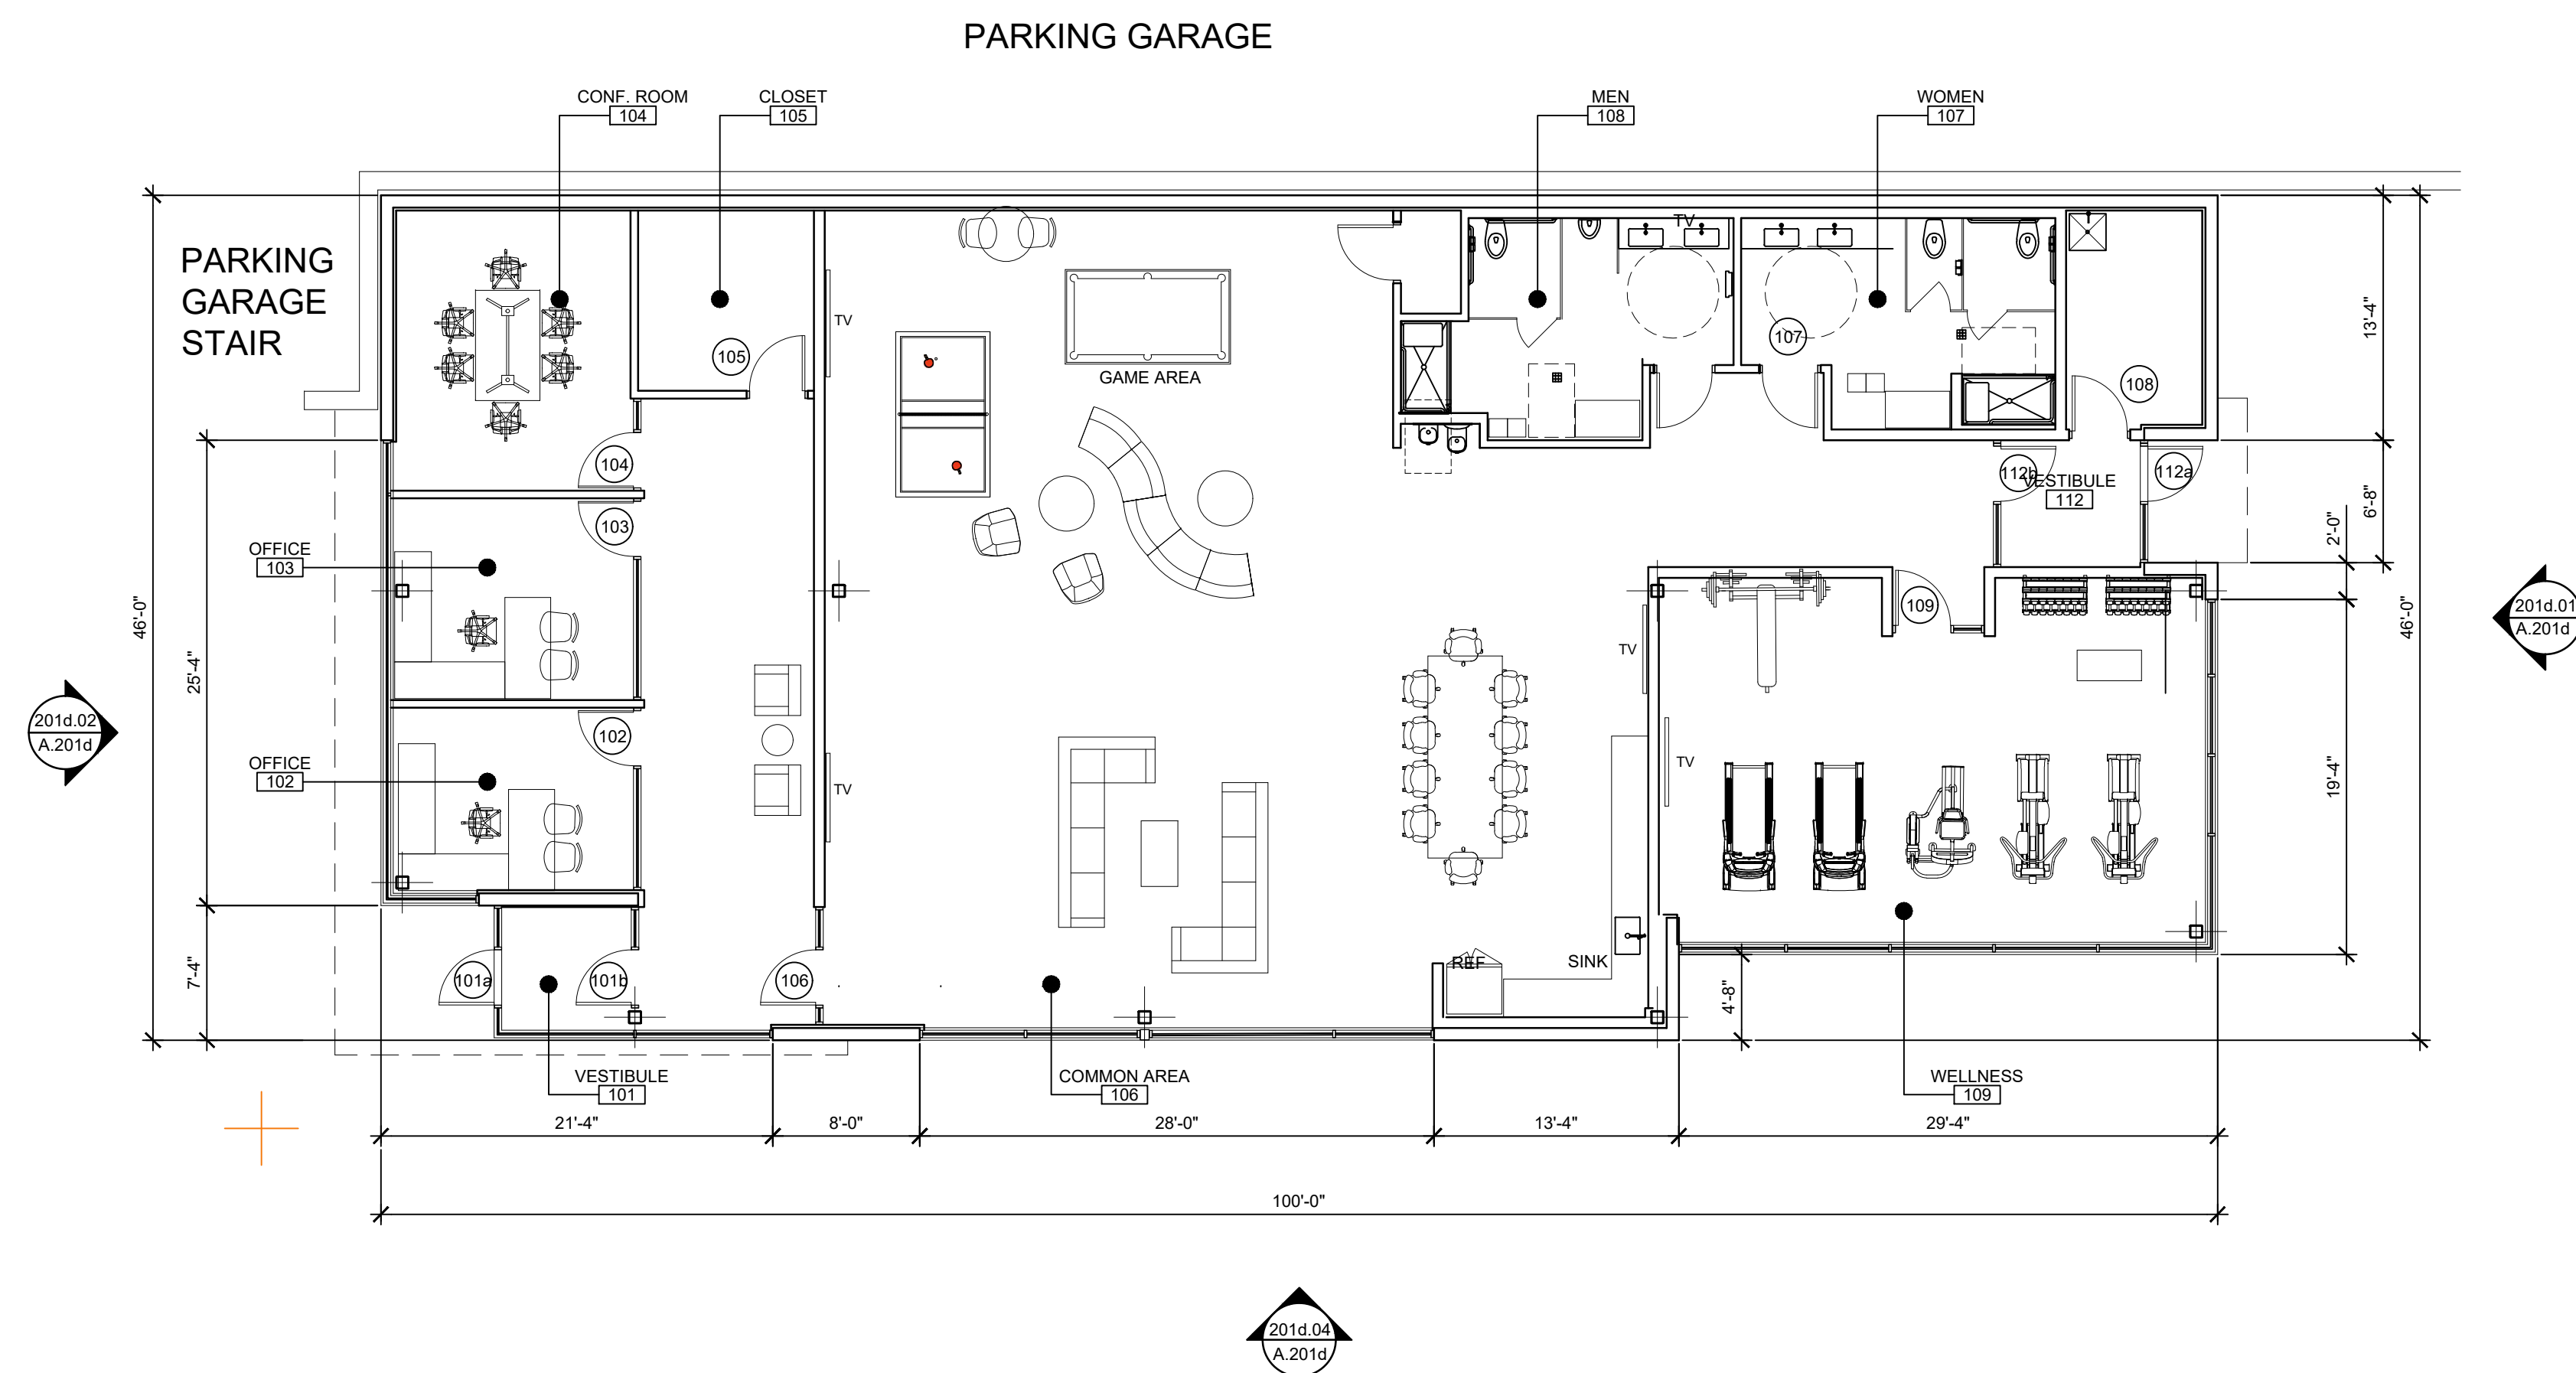 PARKING GARAGE
CONF. ROOM
104
CLOSET
105
MEN
108
WOMEN
107
PARKING
GARAGE
STAIR
TV
TV
105
GAME AREA
107
108
13'-4"
104
103
112b
VESTIBULE
112
112a
6'-8"
2'-0"
OFFICE
103
46'-0"
25'-4"
109
201d.01
A.201d
46'-0"
TV
201d.02
A.201d
102
OFFICE
102
TV
TV
19'-4"
7'-4"
101a
101b
106
REF
SINK
4'-8"
VESTIBULE
101
COMMON AREA
106
WELLNESS
109
21'-4"
8'-0"
28'-0"
13'-4"
29'-4"
100'-0"
201d.04
A.201d